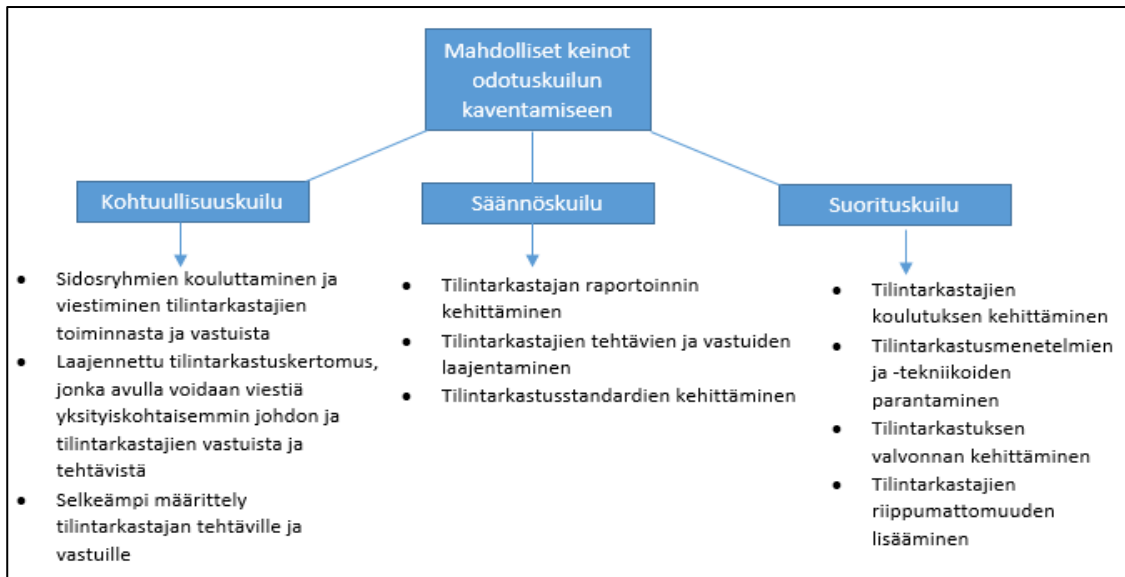 Mahdolliset keinot
odotuskuilun
kaventamiseen
Kohtuullisuuskuilu
● Sidosryhmien kouluttaminen ja
viestiminen tilintarkastajien
toiminnasta ja vastuista
● Laajennettu tilintarkastuskertomus,
jonka avulla voidaan viestiä
yksityiskohtaisemmin johdon ja
tilintarkastajien vastuista ja
tehtävistä
● Selkeämpi määrittely
tilintarkastajan tehtäville ja
vastuille
Säännöskuilu
● Tilintarkastajan raportoinnin
kehittäminen
● Tilintarkastajien tehtävien ja vastuiden
laajentaminen
● Tilintarkastusstandardien kehittäminen
Suorituskuilu
● Tilintarkastajien
koulutuksen kehittäminen
● Tilintarkastusmenetelmien
ja -tekniikoiden
parantaminen
● Tilintarkastuksen
valvonnan kehittäminen
● Tilintarkastajien
riippumattomuuden
lisääminen